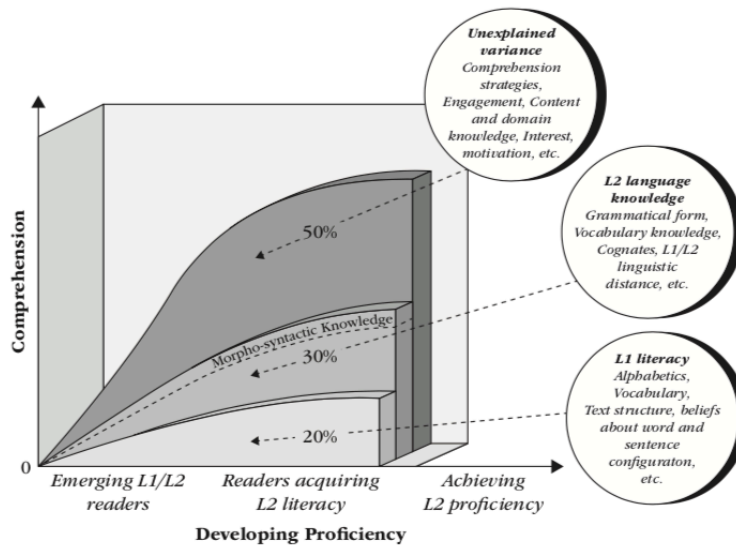 Unexplained
variance
Comprehension
strategies,
Engagement, Content
and domain
knowledge, Interest,
motivation, etc.
L2 language
knowledge
Grammatical form,
Vocabulary knowledge,
Cognates, L1/L2
linguistic
distance, etc.
L1 literacy
Alphabetics,
Vocabulary,
Text structure, beliefs
about word and
sentence
configuraton,
etc.
Comprehension
50%
Morpho-syntactic Knowledge
30%
20%
0
Emerging L1/L2
readers
Readers acquiring
L2 literacy
Achieving
L2 proficiency
Developing Proficiency